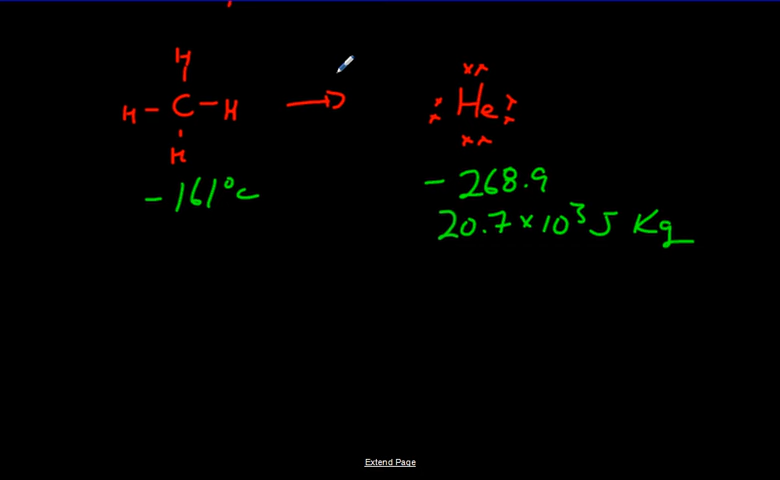 H
H - C - H → He
H
- 161°c
- 268.9
20.7 × 10³ J Kg
Extend Page